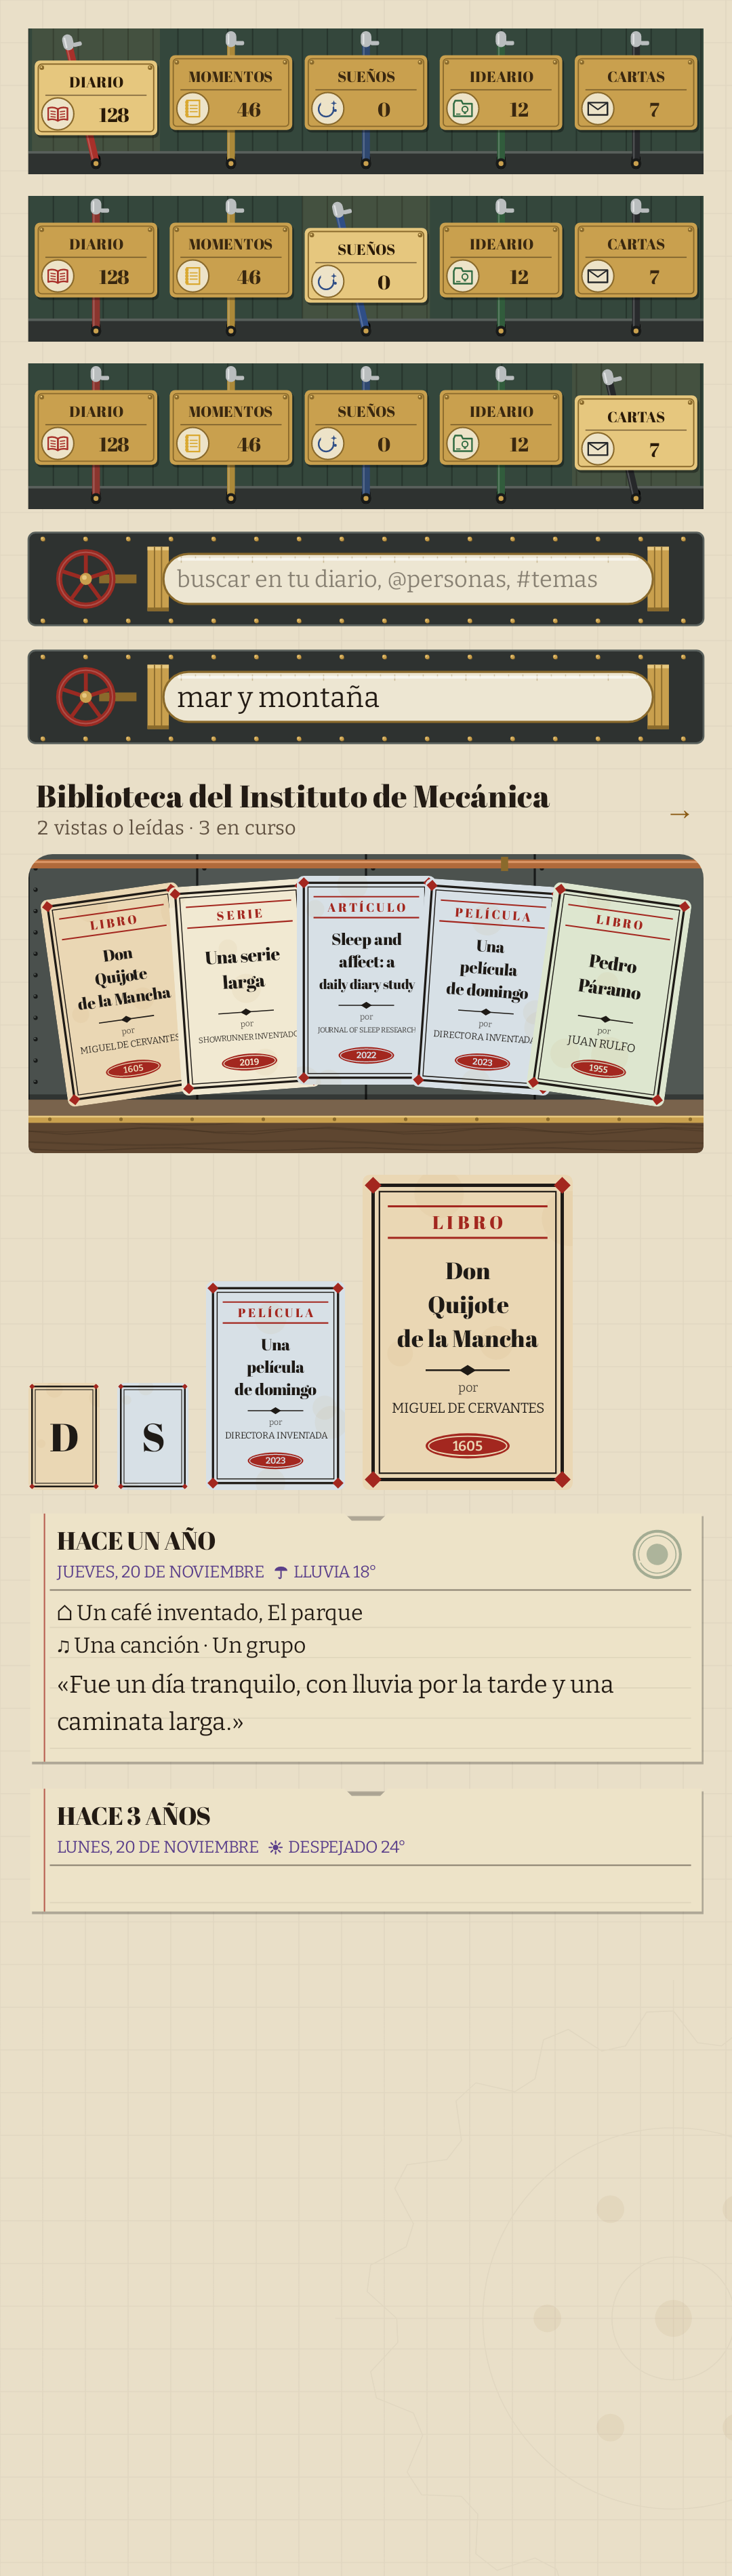 DIARIO
128
MOMENTOS
46
SUEÑOS
0
IDEARIO
12
CARTAS
7
DIARIO
128
MOMENTOS
46
SUEÑOS
0
IDEARIO
12
CARTAS
7
DIARIO
128
MOMENTOS
46
SUEÑOS
0
IDEARIO
12
CARTAS
7
buscar en tu diario, @personas, #temas
mar y montaña
Biblioteca del Instituto de Mecánica
→
2 vistas o leídas · 3 en curso
LIBRO
Don
Quijote
de la Mancha
por
MIGUEL DE CERVANTES
1605
SERIE
Una serie
larga
por
SHOWRUNNER INVENTADO
2019
ARTÍCULO
Sleep and
affect: a
daily diary study
por
JOURNAL OF SLEEP RESEARCH
2022
PELÍCULA
Una
película
de domingo
por
DIRECTORA INVENTADA
2023
LIBRO
Pedro
Páramo
por
JUAN RULFO
1955
D
S
PELÍCULA
Una
película
de domingo
por
DIRECTORA INVENTADA
2023
LIBRO
Don
Quijote
de la Mancha
por
MIGUEL DE CERVANTES
1605
HACE UN AÑO
JUEVES, 20 DE NOVIEMBRE ☂ LLUVIA 18°
⌂ Un café inventado, El parque
♫ Una canción · Un grupo
«Fue un día tranquilo, con lluvia por la tarde y una
caminata larga.»
HACE 3 AÑOS
LUNES, 20 DE NOVIEMBRE ☀ DESPEJADO 24°